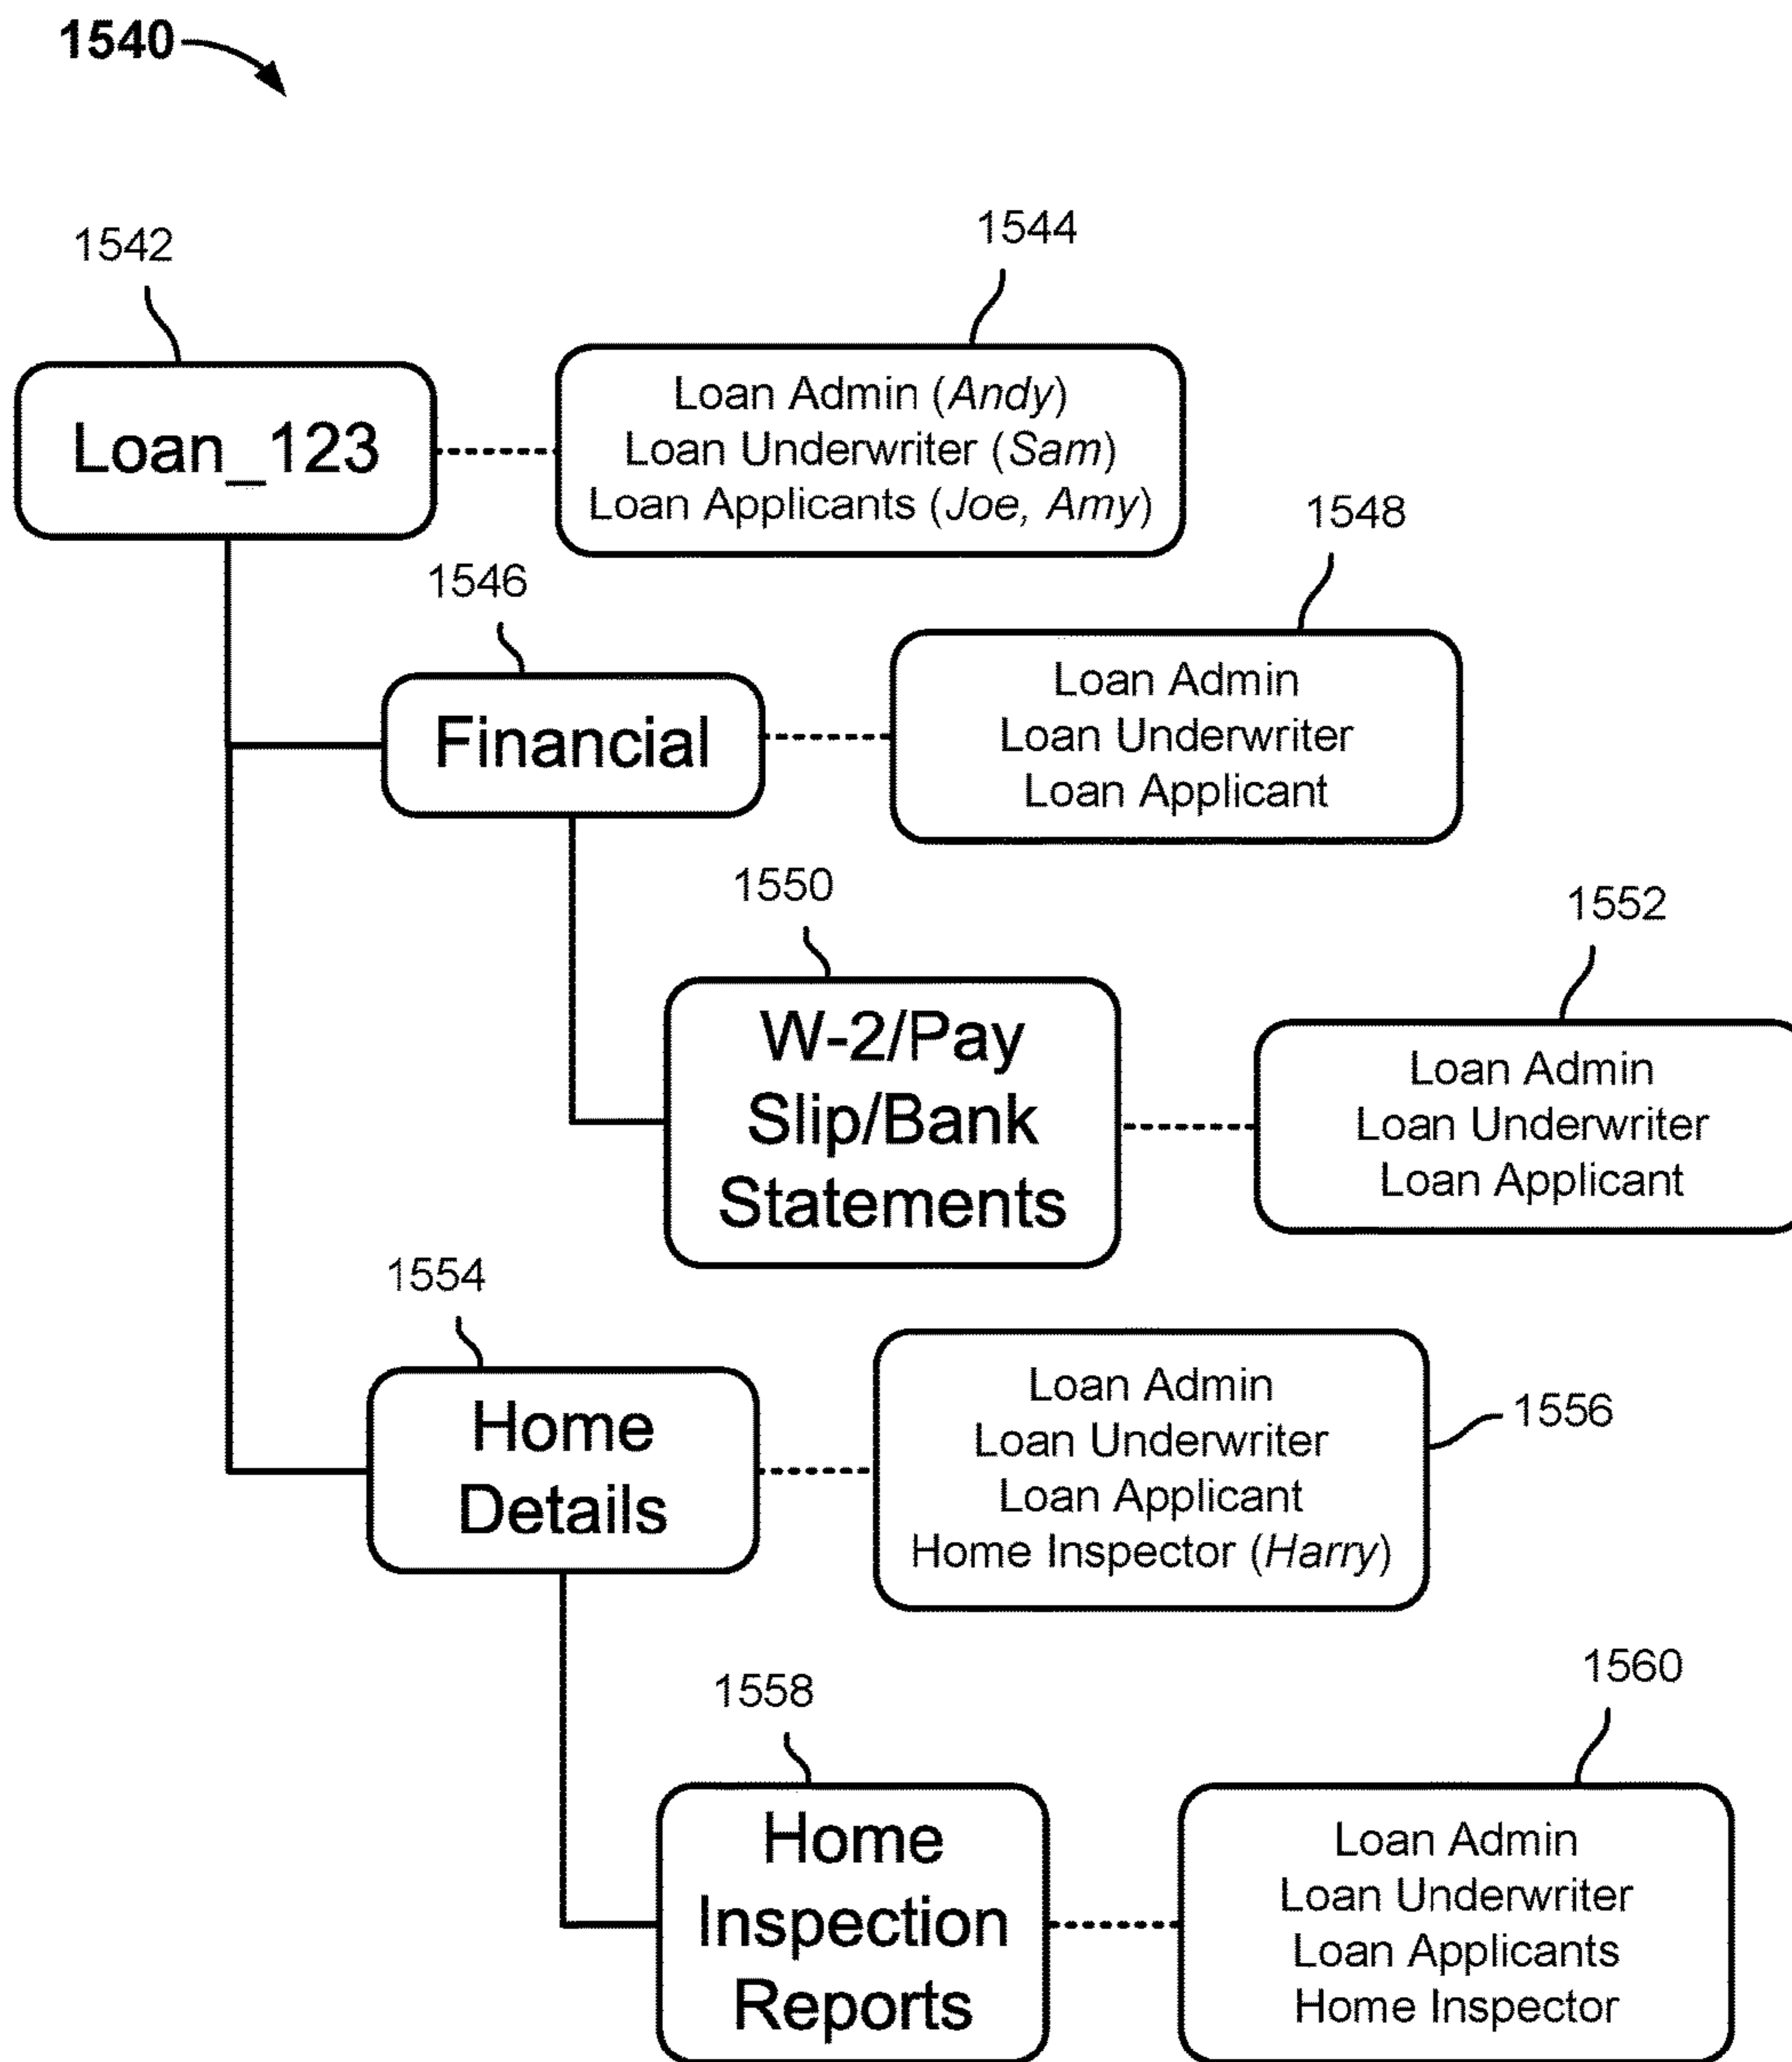 1540
1542
1544
Loan_123
Loan Admin (Andy)
Loan Underwriter (Sam)
Loan Applicants (Joe, Amy)
1546
1548
Financial
Loan Admin
Loan Underwriter
Loan Applicant
1550
1552
W-2/Pay
Slip/Bank
Statements
Loan Admin
Loan Underwriter
Loan Applicant
1554
1556
Home
Details
Loan Admin
Loan Underwriter
Loan Applicant
Home Inspector (Harry)
1558
1560
Home
Inspection
Reports
Loan Admin
Loan Underwriter
Loan Applicants
Home Inspector